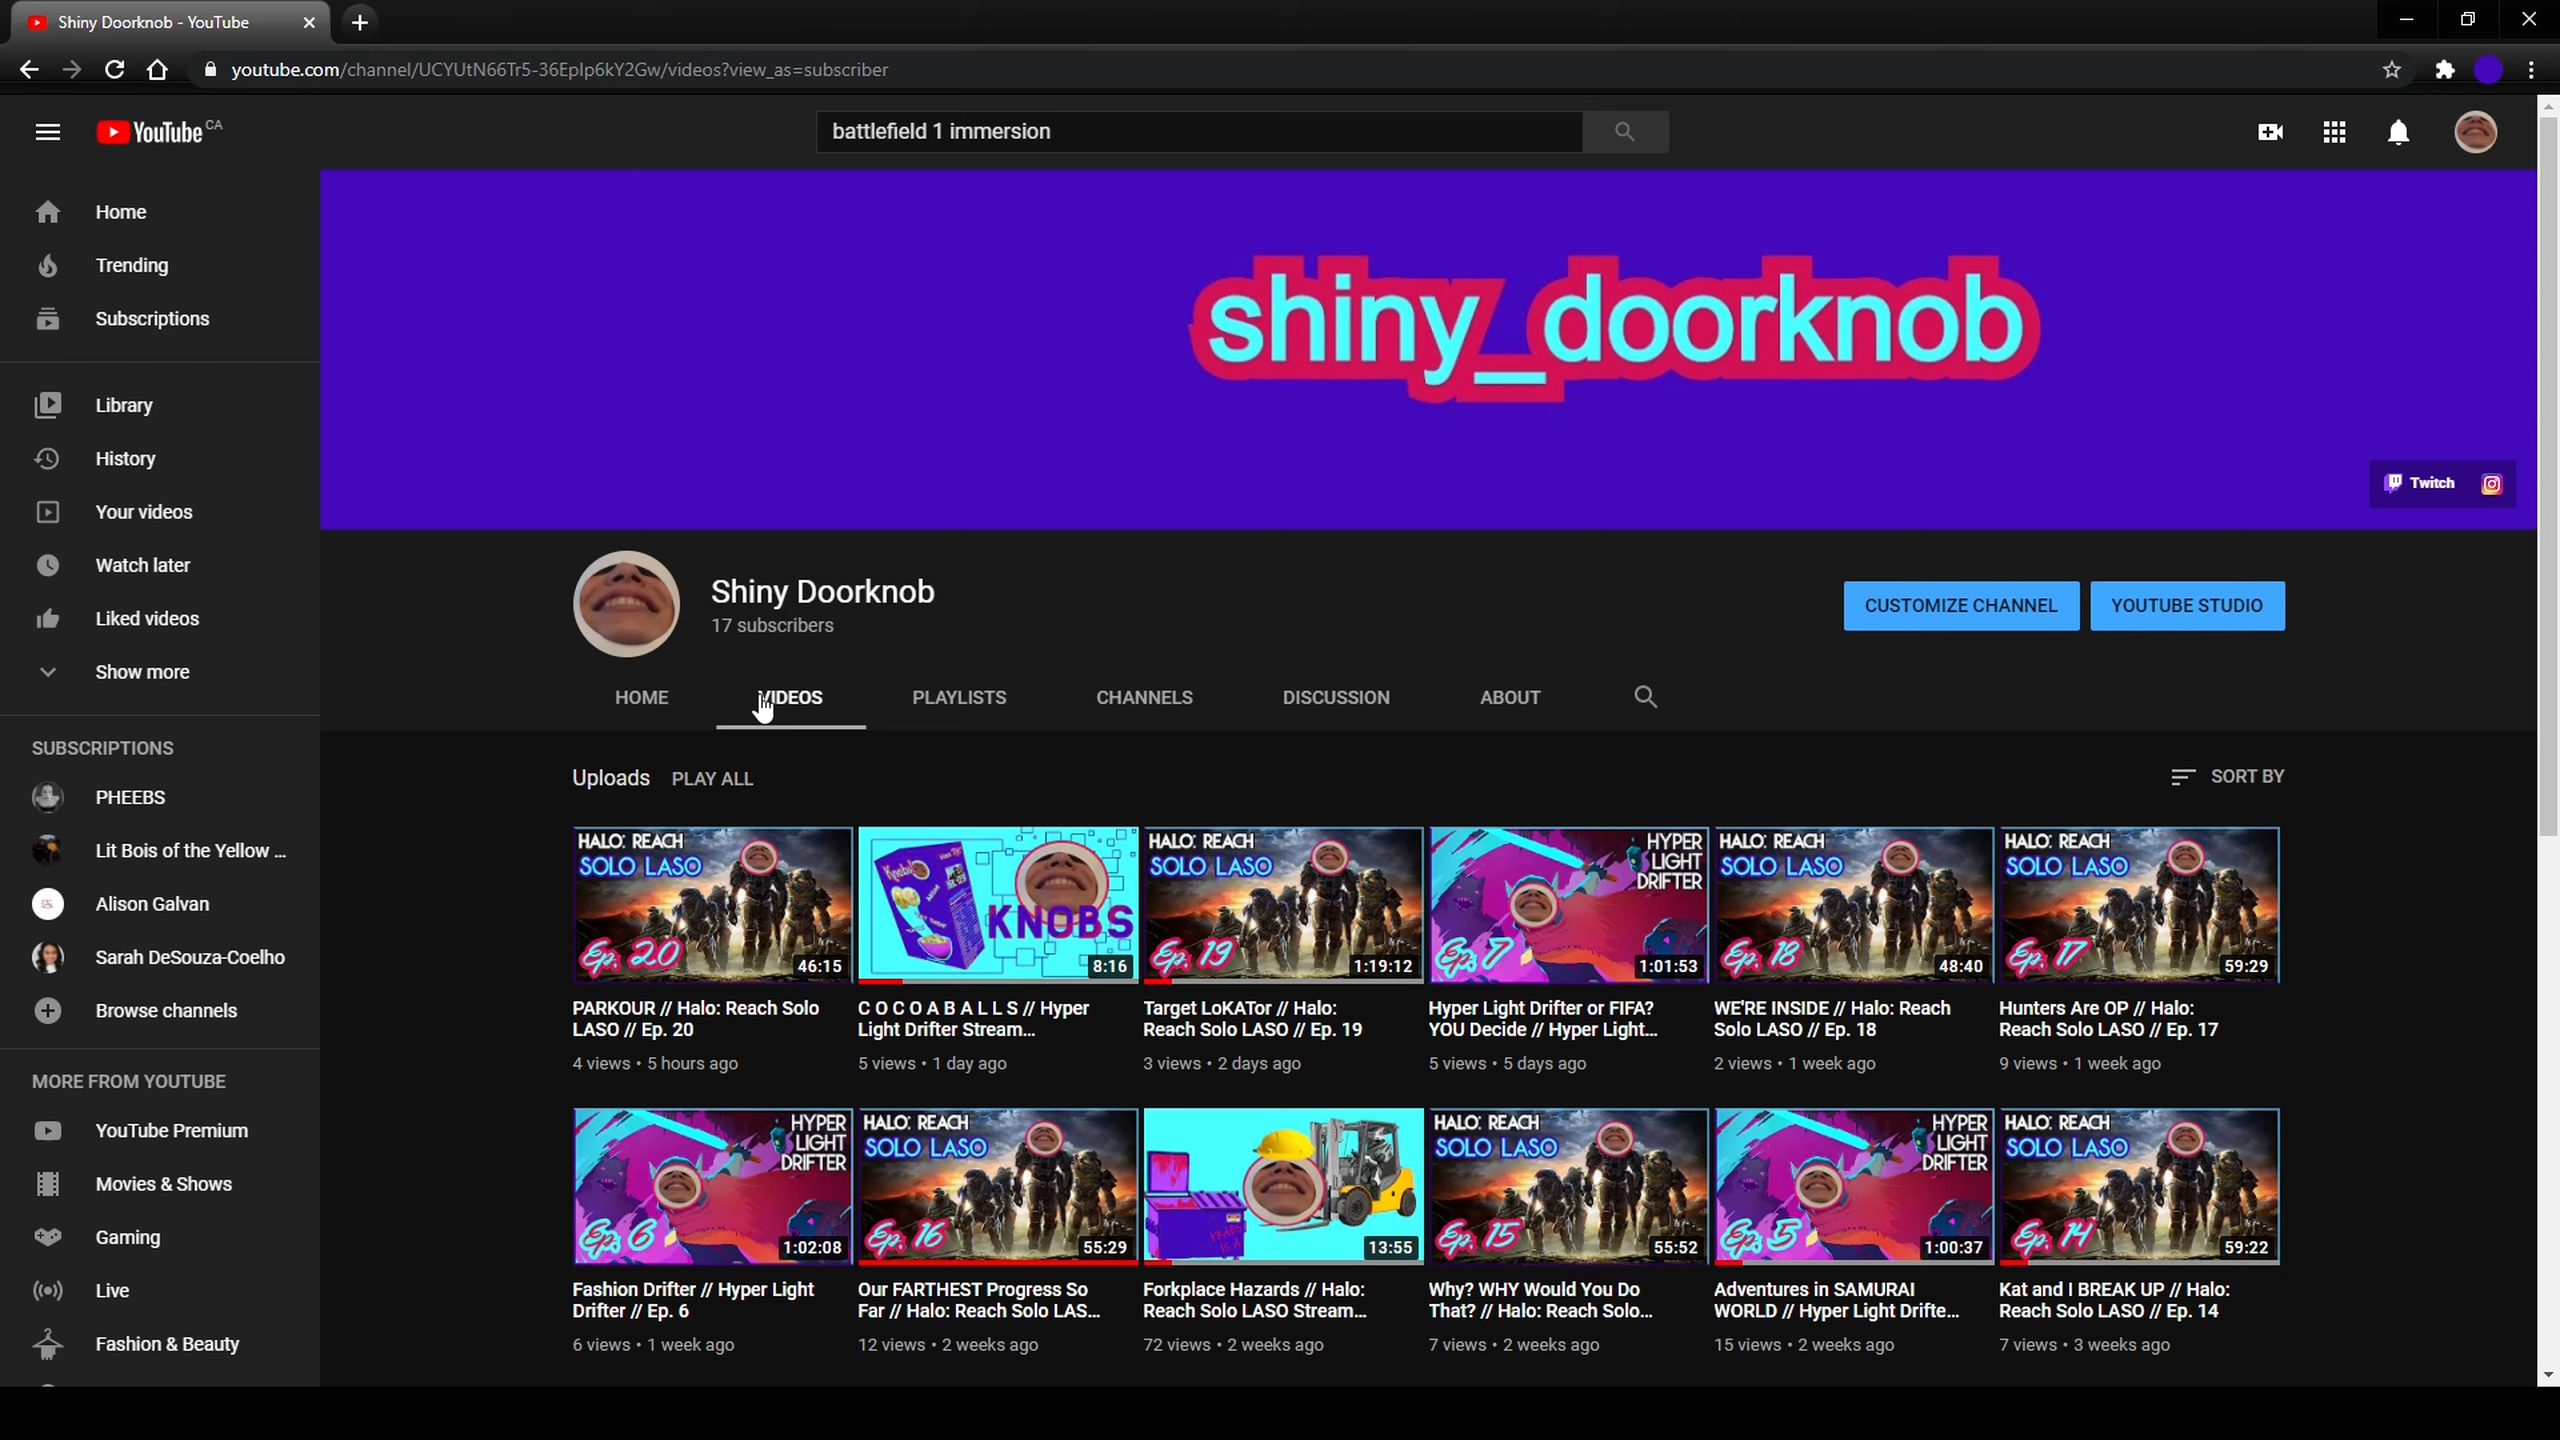 Shiny Doorknob - YouTube
youtube.com/channel/UCYUtN66Tr5-36EpIp6kY2Gw/videos?view_as=subscriber
YouTube CA
battlefield 1 immersion
Home
Trending
Subscriptions
Library
History
Your videos
Watch later
Liked videos
Show more
SUBSCRIPTIONS
PHEEBS
Lit Bois of the Yellow ...
Alison Galvan
Sarah DeSouza-Coelho
Browse channels
MORE FROM YOUTUBE
YouTube Premium
Movies & Shows
Gaming
Live
Fashion & Beauty
shiny_doorknob
Twitch
Shiny Doorknob
17 subscribers
CUSTOMIZE CHANNEL
YOUTUBE STUDIO
HOME
VIDEOS
PLAYLISTS
CHANNELS
DISCUSSION
ABOUT
Uploads
PLAY ALL
SORT BY
HALO: REACH
SOLO LASO
Ep. 20
46:15
PARKOUR // Halo: Reach Solo
LASO // Ep. 20
4 views • 5 hours ago
Knobs
KNOBS
8:16
C O C O A B A L L S // Hyper
Light Drifter Stream...
5 views • 1 day ago
HALO: REACH
SOLO LASO
Ep. 19
1:19:12
Target LoKATor // Halo:
Reach Solo LASO // Ep. 19
3 views • 2 days ago
HYPER
LIGHT
DRIFTER
Ep. 7
1:01:53
Hyper Light Drifter or FIFA?
YOU Decide // Hyper Light...
5 views • 5 days ago
HALO: REACH
SOLO LASO
Ep. 18
48:40
WE'RE INSIDE // Halo: Reach
Solo LASO // Ep. 18
2 views • 1 week ago
HALO: REACH
SOLO LASO
Ep. 17
59:29
Hunters Are OP // Halo:
Reach Solo LASO // Ep. 17
9 views • 1 week ago
HYPER
LIGHT
DRIFTER
Ep. 6
1:02:08
Fashion Drifter // Hyper Light
Drifter // Ep. 6
6 views • 1 week ago
HALO: REACH
SOLO LASO
Ep. 16
55:29
Our FARTHEST Progress So
Far // Halo: Reach Solo LAS...
12 views • 2 weeks ago
13:55
Forkplace Hazards // Halo:
Reach Solo LASO Stream...
72 views • 2 weeks ago
HALO: REACH
SOLO LASO
Ep. 15
55:52
Why? WHY Would You Do
That? // Halo: Reach Solo...
7 views • 2 weeks ago
HYPER
LIGHT
DRIFTER
Ep. 5
1:00:37
Adventures in SAMURAI
WORLD // Hyper Light Drifte...
15 views • 2 weeks ago
HALO: REACH
SOLO LASO
Ep. 14
59:22
Kat and I BREAK UP // Halo:
Reach Solo LASO // Ep. 14
7 views • 3 weeks ago